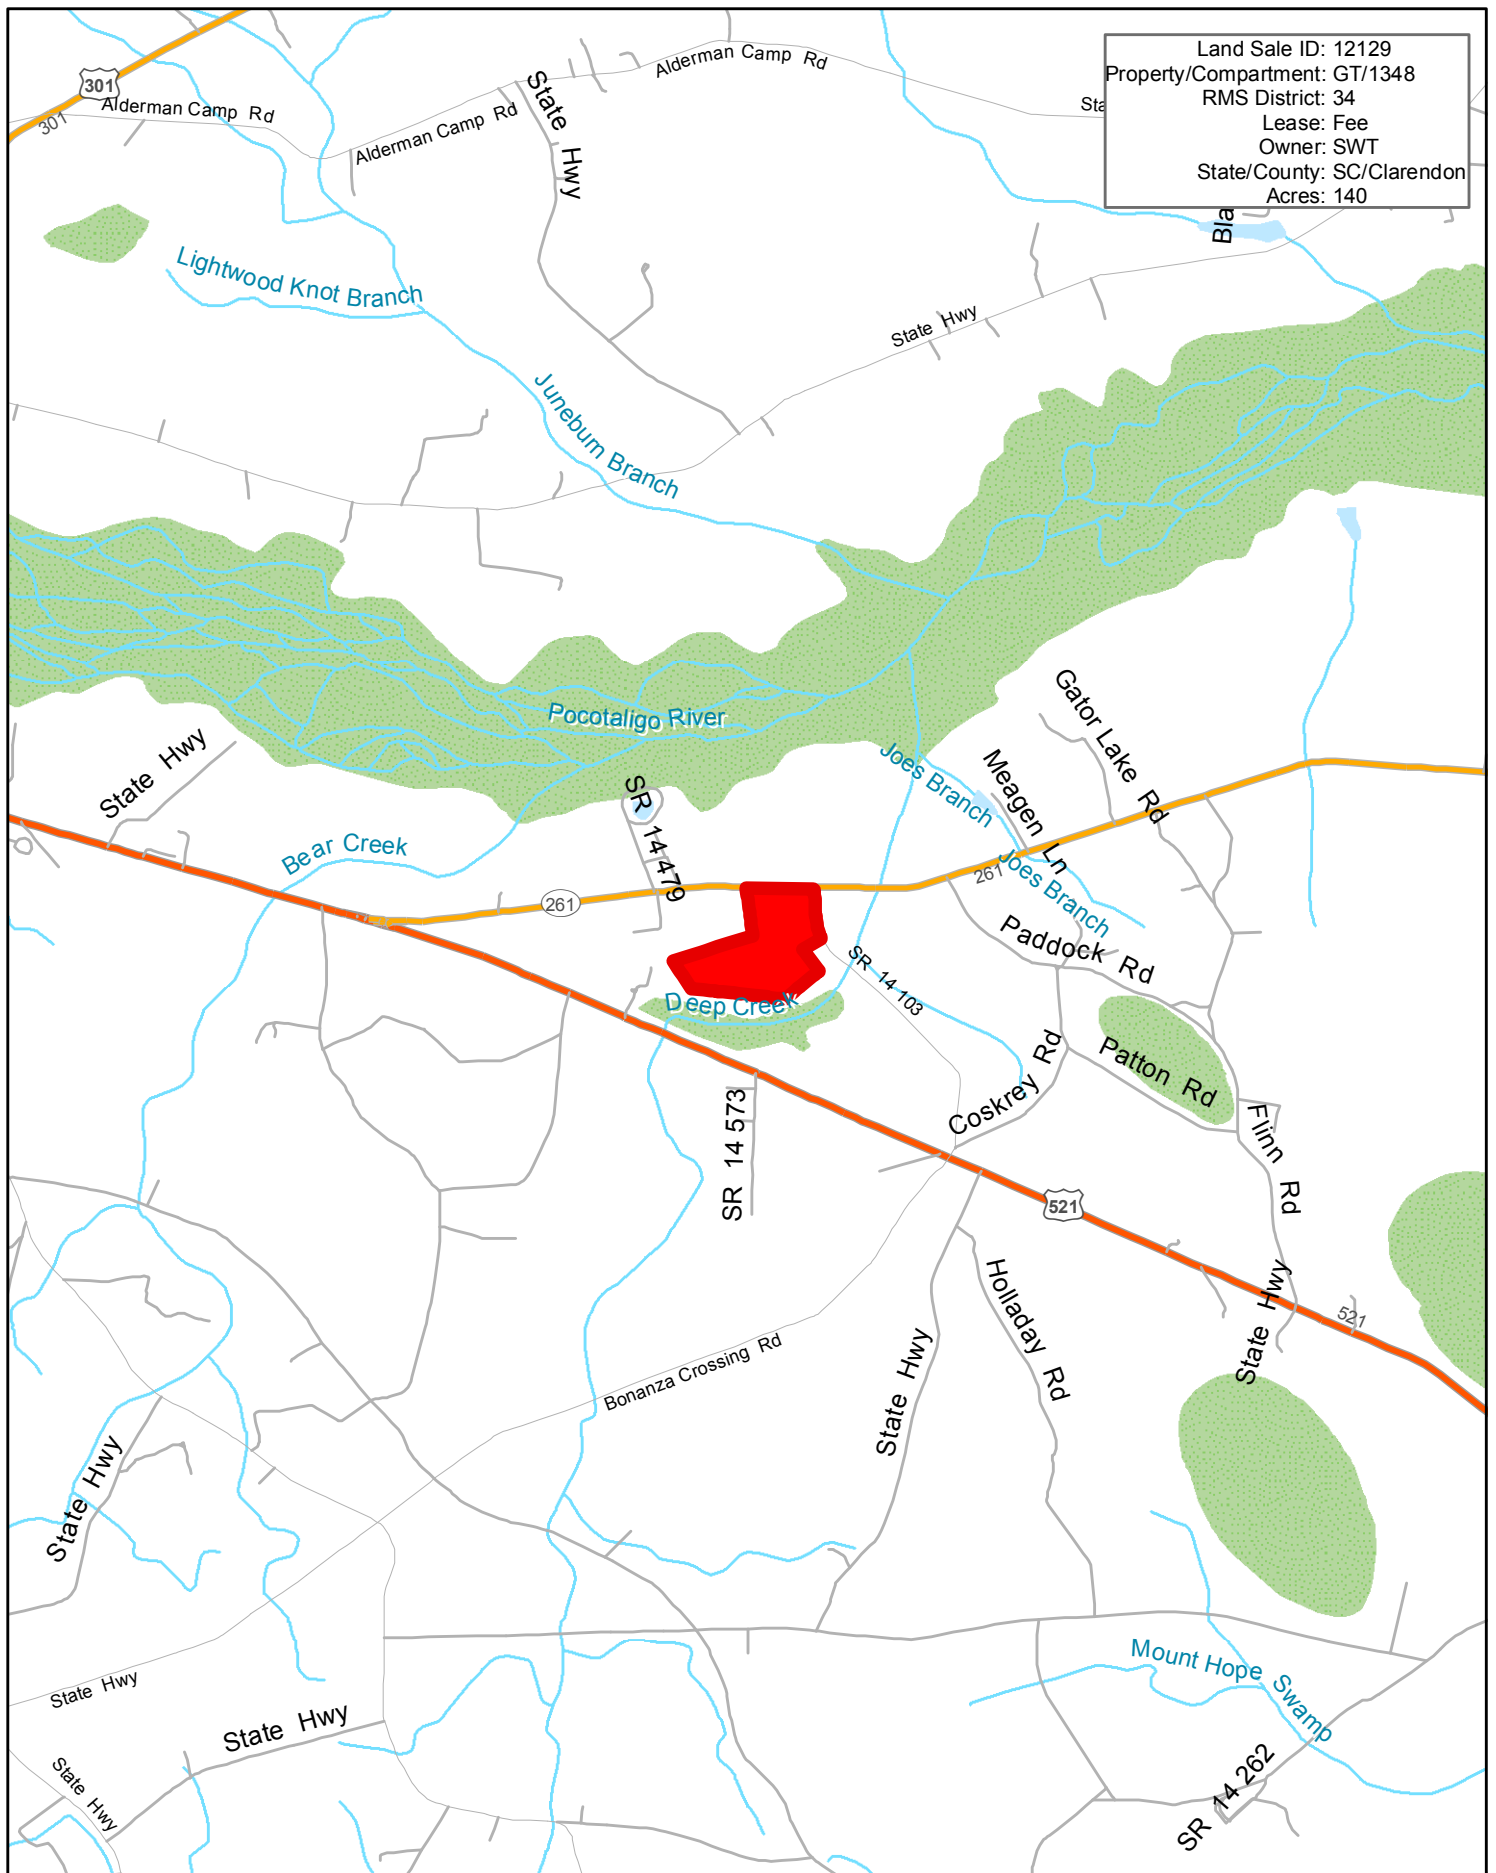 Land Sale ID: 12129
Property/Compartment: GT/1348
RMS District: 34
Lease: Fee
Owner: SWT
State/County: SC/Clarendon
Acres: 140
301
301
Alderman Camp Rd
Alderman Camp Rd
Alderman Camp Rd
State Hwy
Sta
Bla
Lightwood Knot Branch
State Hwy
Juneburn Branch
Pocotaligo River
State Hwy
Gator Lake Rd
Joes Branch
Meagen Ln
SR 14 479
Bear Creek
261
261
Joes Branch
Paddock Rd
SR 14 103
Deep Creek
Coskrey Rd
Patton Rd
SR 14 573
Flinn Rd
521
521
Holladay Rd
State Hwy
State Hwy
Bonanza Crossing Rd
State Hwy
Mount Hope Swamp
State Hwy
State Hwy
State Hwy
SR 14 262